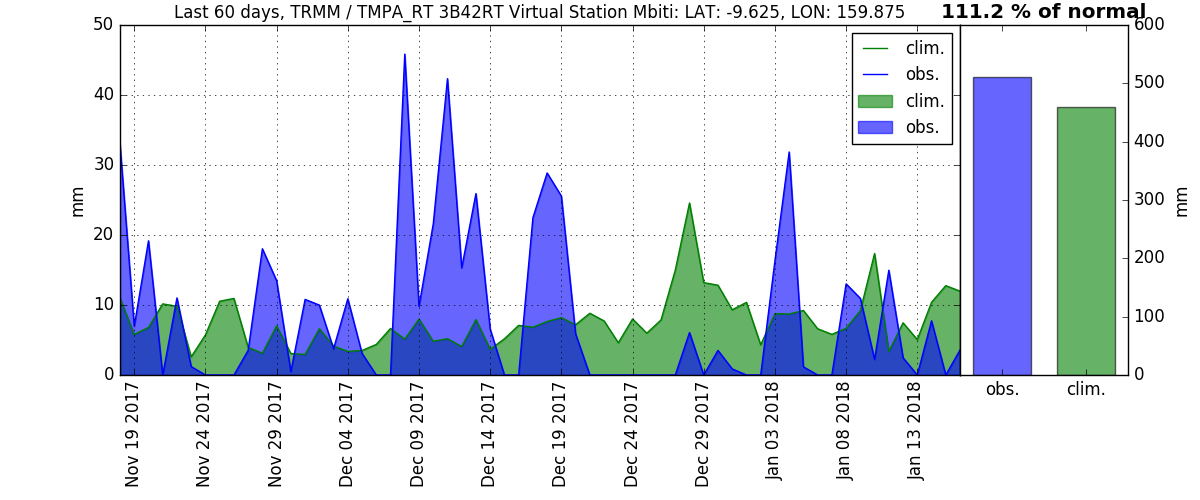 Last 60 days, TRMM / TMPA_RT 3B42RT Virtual Station Mbiti: LAT: -9.625, LON: 159.875
111.2 % of normal
50
40
30
20
10
0
mm
clim.
obs.
clim.
obs.
600
500
400
300
200
100
0
mm
Nov 19 2017
Nov 24 2017
Nov 29 2017
Dec 04 2017
Dec 09 2017
Dec 14 2017
Dec 19 2017
Dec 24 2017
Dec 29 2017
Jan 03 2018
Jan 08 2018
Jan 13 2018
obs.
clim.